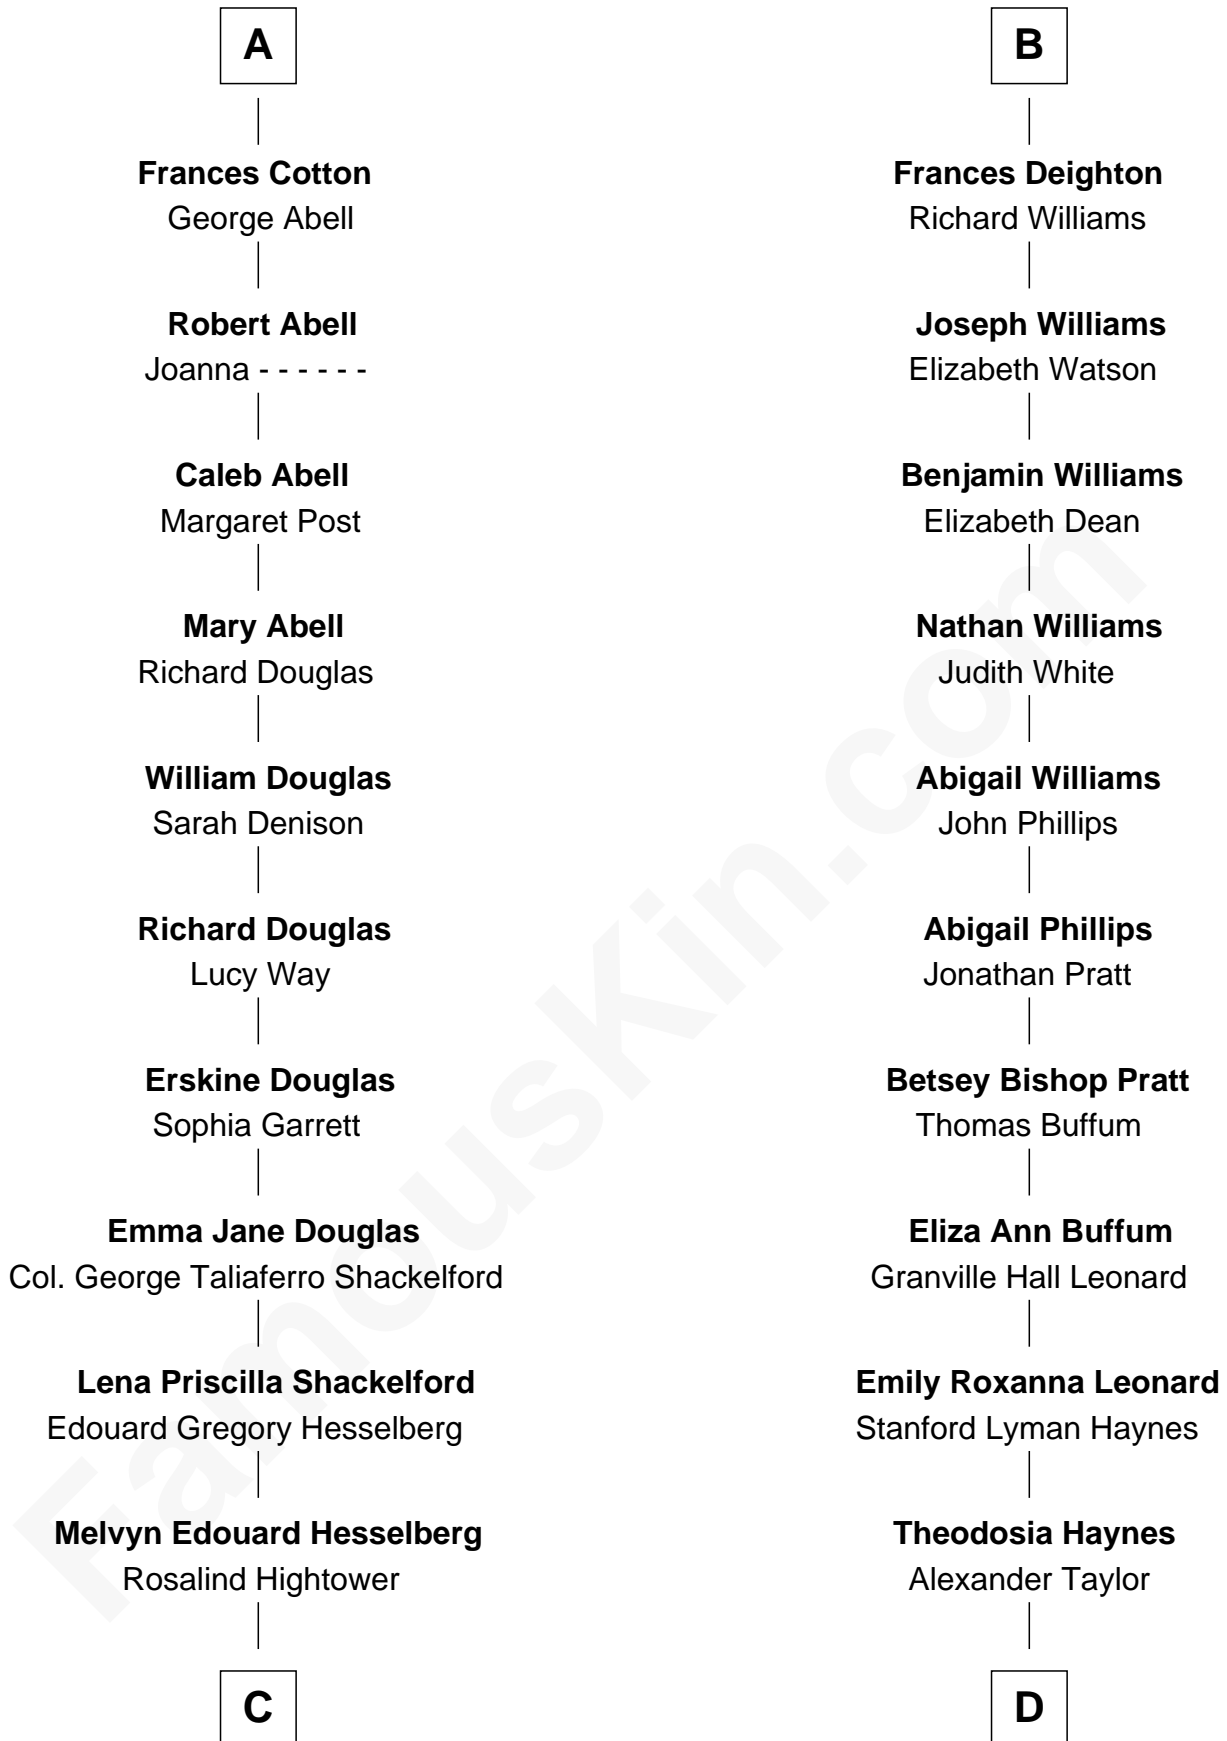 A
Frances Cotton
George Abell
Robert Abell
Joanna - - - - - -
Caleb Abell
Margaret Post
Mary Abell
Richard Douglas
William Douglas
Sarah Denison
Richard Douglas
Lucy Way
Erskine Douglas
Sophia Garrett
Emma Jane Douglas
Col. George Taliaferro Shackelford
Lena Priscilla Shackelford
Edouard Gregory Hesselberg
Melvyn Edouard Hesselberg
Rosalind Hightower
C
B
Frances Deighton
Richard Williams
Joseph Williams
Elizabeth Watson
Benjamin Williams
Elizabeth Dean
Nathan Williams
Judith White
Abigail Williams
John Phillips
Abigail Phillips
Jonathan Pratt
Betsey Bishop Pratt
Thomas Buffum
Eliza Ann Buffum
Granville Hall Leonard
Emily Roxanna Leonard
Stanford Lyman Haynes
Theodosia Haynes
Alexander Taylor
D
FamousKin.com